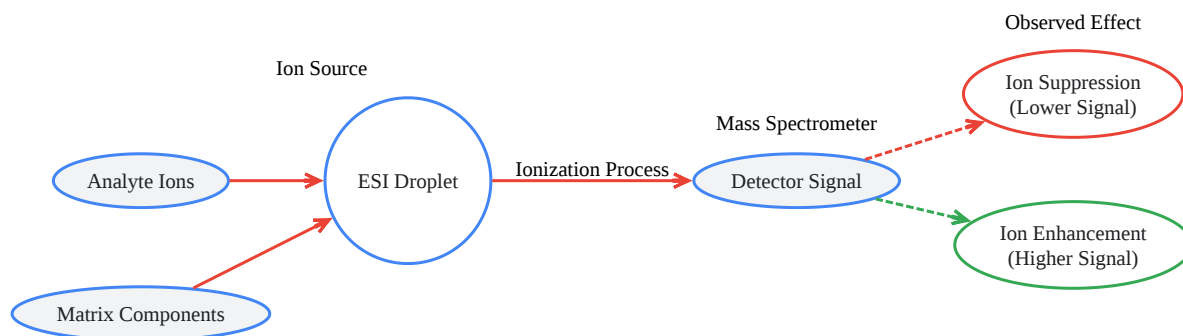 Observed Effect
Ion Source
Ion Suppression
(Lower Signal)
Mass Spectrometer
Analyte Ions
ESI Droplet
Ionization Process
Detector Signal
Ion Enhancement
(Higher Signal)
Matrix Components